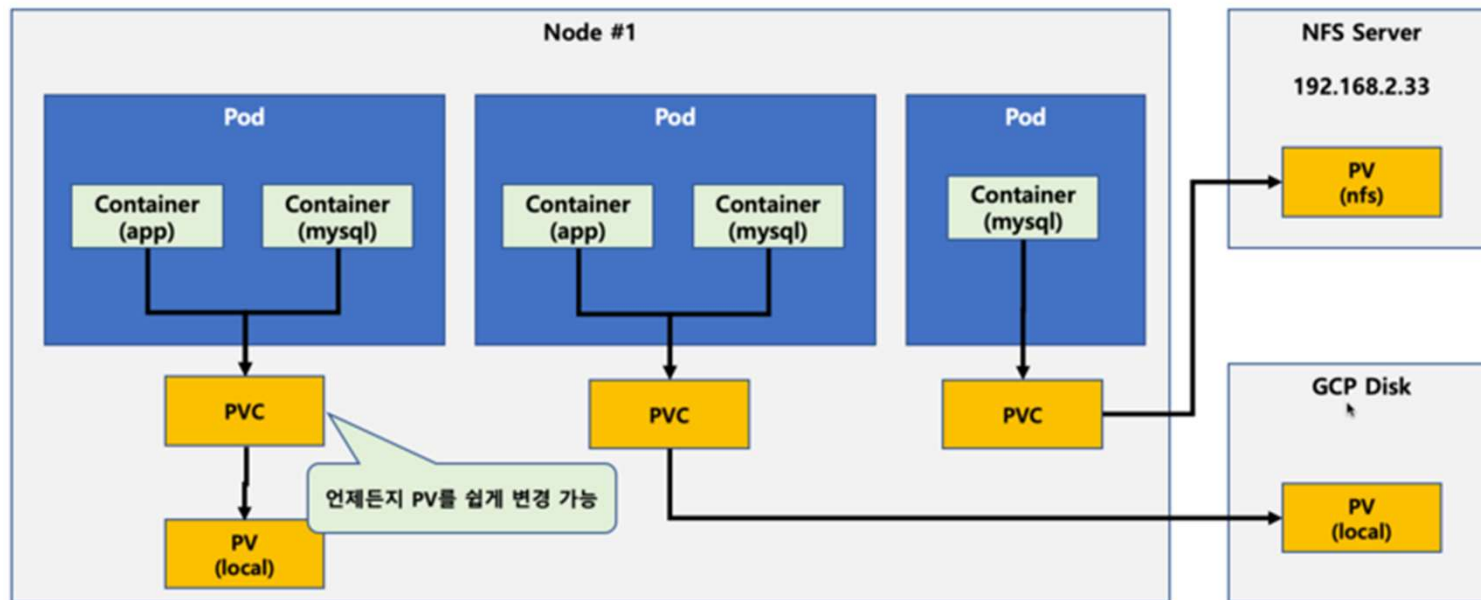 Node #1
Pod
Container
(app)
Container
(mysql)
PVC
언제든지 PV를 쉽게 변경 가능
PV
(local)
Pod
Container
(app)
Container
(mysql)
PVC
Pod
Container
(mysql)
PVC
NFS Server
192.168.2.33
PV
(nfs)
GCP Disk
PV
(local)